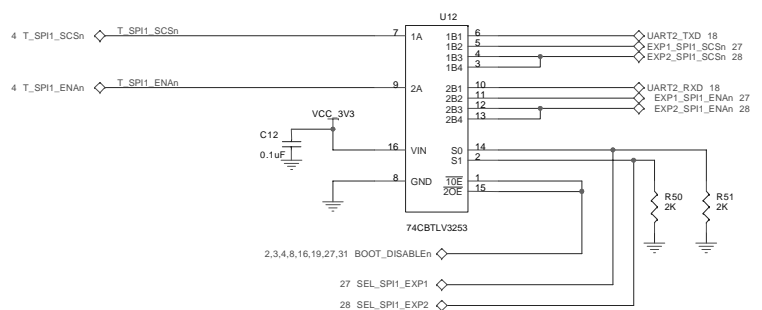 U12
4 T_SPI1_SCSn T_SPI1_SCSn 7 1A 1B1 6 UART2_TXD 18
1B2 5 EXP1_SPI1_SCSn 27
1B3 4 EXP2_SPI1_SCSn 28
1B4 3
4 T_SPI1_ENAn T_SPI1_ENAn 9 2A 2B1 10 UART2_RXD 18
2B2 11 EXP1_SPI1_ENAn 27
2B3 12 EXP2_SPI1_ENAn 28
2B4 13
VCC_3V3
C12
0.1uF
16 VIN S0 14
S1 2
8 GND 1OE 1
2OE 15
R50
2K
R51
2K
74CBTLV3253
2,3,4,8,16,19,27,31 BOOT_DISABLEn
27 SEL_SPI1_EXP1
28 SEL_SPI1_EXP2